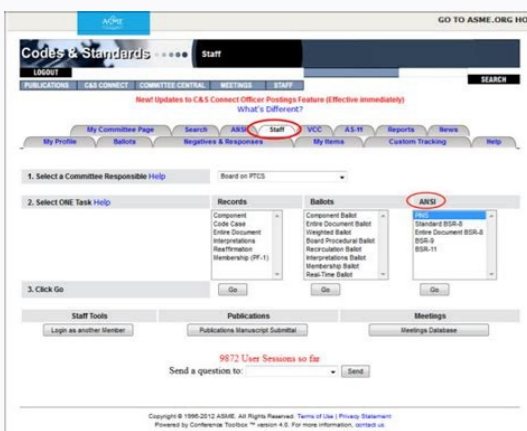 ASME
GO TO ASME.ORG HO
Codes & Standards
Staff
LOGOUT
SEARCH
PUBLICATIONS C&S CONNECT COMMITTEE CENTRAL MEETINGS STAFF
New! Updates to C&S Connect Officer Postings Feature (Effective immediately)
What's Different?
My Committee Page Search ANSI Staff VCC AS-11 Reports News
My Profile Ballots Negatives & Responses My Items Custom Tracking Help
1. Select a Committee Responsible Help Board on PTCS
2. Select ONE Task Help Records Ballots ANSI
Component Component Ballot PINS
Code Case Entire Document Ballot Standard BSR-8
Entire Document Weighted Ballot Entire Document BSR-8
Interpretations Board Procedural Ballot BSR-9
Reaffirmation Recirculation Ballot BSR-11
Membership (PF-1) Interpretations Ballot
Membership Ballot
Real-Time Ballot
3. Click Go Go Go Go
Staff Tools Publications Meetings
Login as another Member Publications Manuscript Submittal Meetings Database
9872 User Sessions so far
Send a question to: Send
Copyright © 1996-2012 ASME. All Rights Reserved. Terms of Use | Privacy Statement
Powered by Conference Toolbox ™ version 4.0. For more information, contact us.